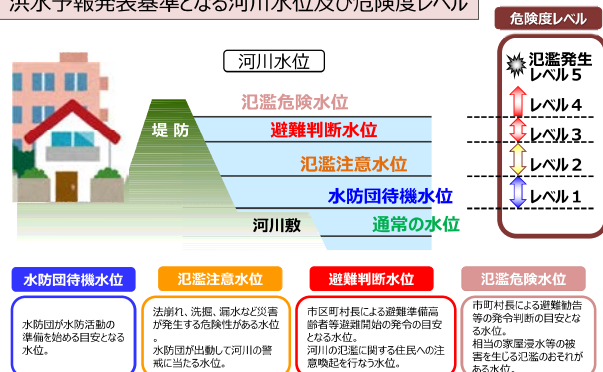 洪水予報発表基準となる河川水位及び危険度レベル
危険度レベル
河川水位
氾濫発生
レベル５
氾濫危険水位
レベル４
堤 防
避難判断水位
レベル３
氾濫注意水位
レベル２
水防団待機水位
レベル１
河川敷
通常の水位
水防団待機水位
水防団が水防活動の
準備を始める目安となる
水位。
氾濫注意水位
法崩れ、洗掘、漏水など災害
が発生する危険性がある水位
。
水防団が出動して河川の警
戒に当たる水位。
避難判断水位
市区町村長による避難準備高
齢者等避難開始の発令の目安
となる水位。
河川の氾濫に関する住民への注
意喚起を行なう水位。
氾濫危険水位
市町村長による避難勧告
等の発令判断の目安とな
る水位。
相当の家屋浸水等の被
害を生じる氾濫のおそれが
ある水位。